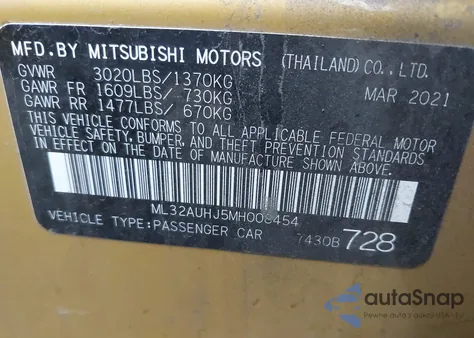 MFD.BY MITSUBISHI MOTORS (THAILAND)CO.,LTD.
GVWR 3020LBS/1370KG MAR 2021
GAWR FR 1609LBS/ 730KG
GAWR RR 1477LBS/ 670KG
THIS VEHICLE CONFORMS TO ALL APPLICABLE FEDERAL MOTOR
VEHICLE SAFETY, BUMPER, AND THEFT PREVENTION STANDARDS
IN EFFECT ON THE DATE OF MANUFACTURE SHOWN ABOVE.
VEHICLE TYPE:PASSENGER CAR 7430B 728
autoSnap